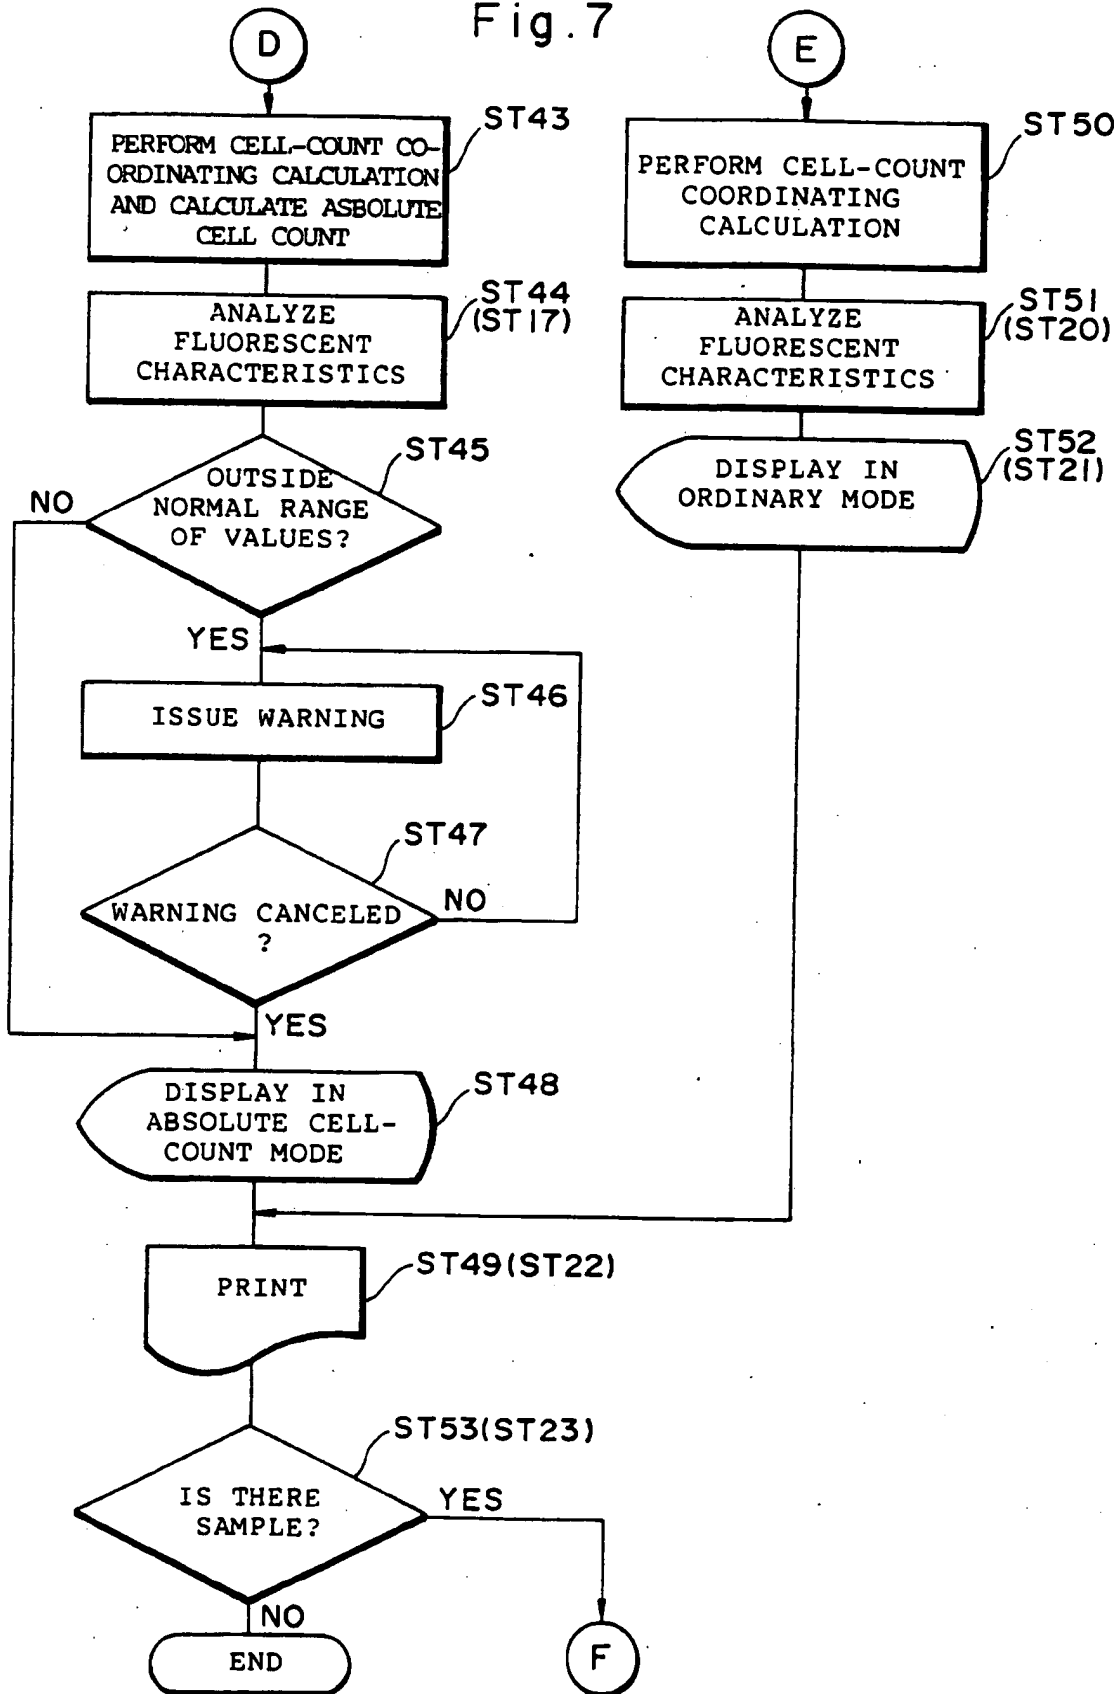 Fig. 7
D
E
ST43
PERFORM CELL-COUNT CO-
ORDINATING CALCULATION
AND CALCULATE ASBOLUTE
CELL COUNT
ST50
PERFORM CELL-COUNT
COORDINATING
CALCULATION
ST44
(ST17)
ANALYZE
FLUORESCENT
CHARACTERISTICS
ST51
(ST20)
ANALYZE
FLUORESCENT
CHARACTERISTICS
ST45
OUTSIDE
NORMAL RANGE
OF VALUES?
NO
YES
ST52
(ST21)
DISPLAY IN
ORDINARY MODE
ST46
ISSUE WARNING
ST47
WARNING CANCELED
?
NO
YES
ST48
DISPLAY IN
ABSOLUTE CELL-
COUNT MODE
ST49(ST22)
PRINT
ST53(ST23)
IS THERE
SAMPLE?
YES
NO
END
F